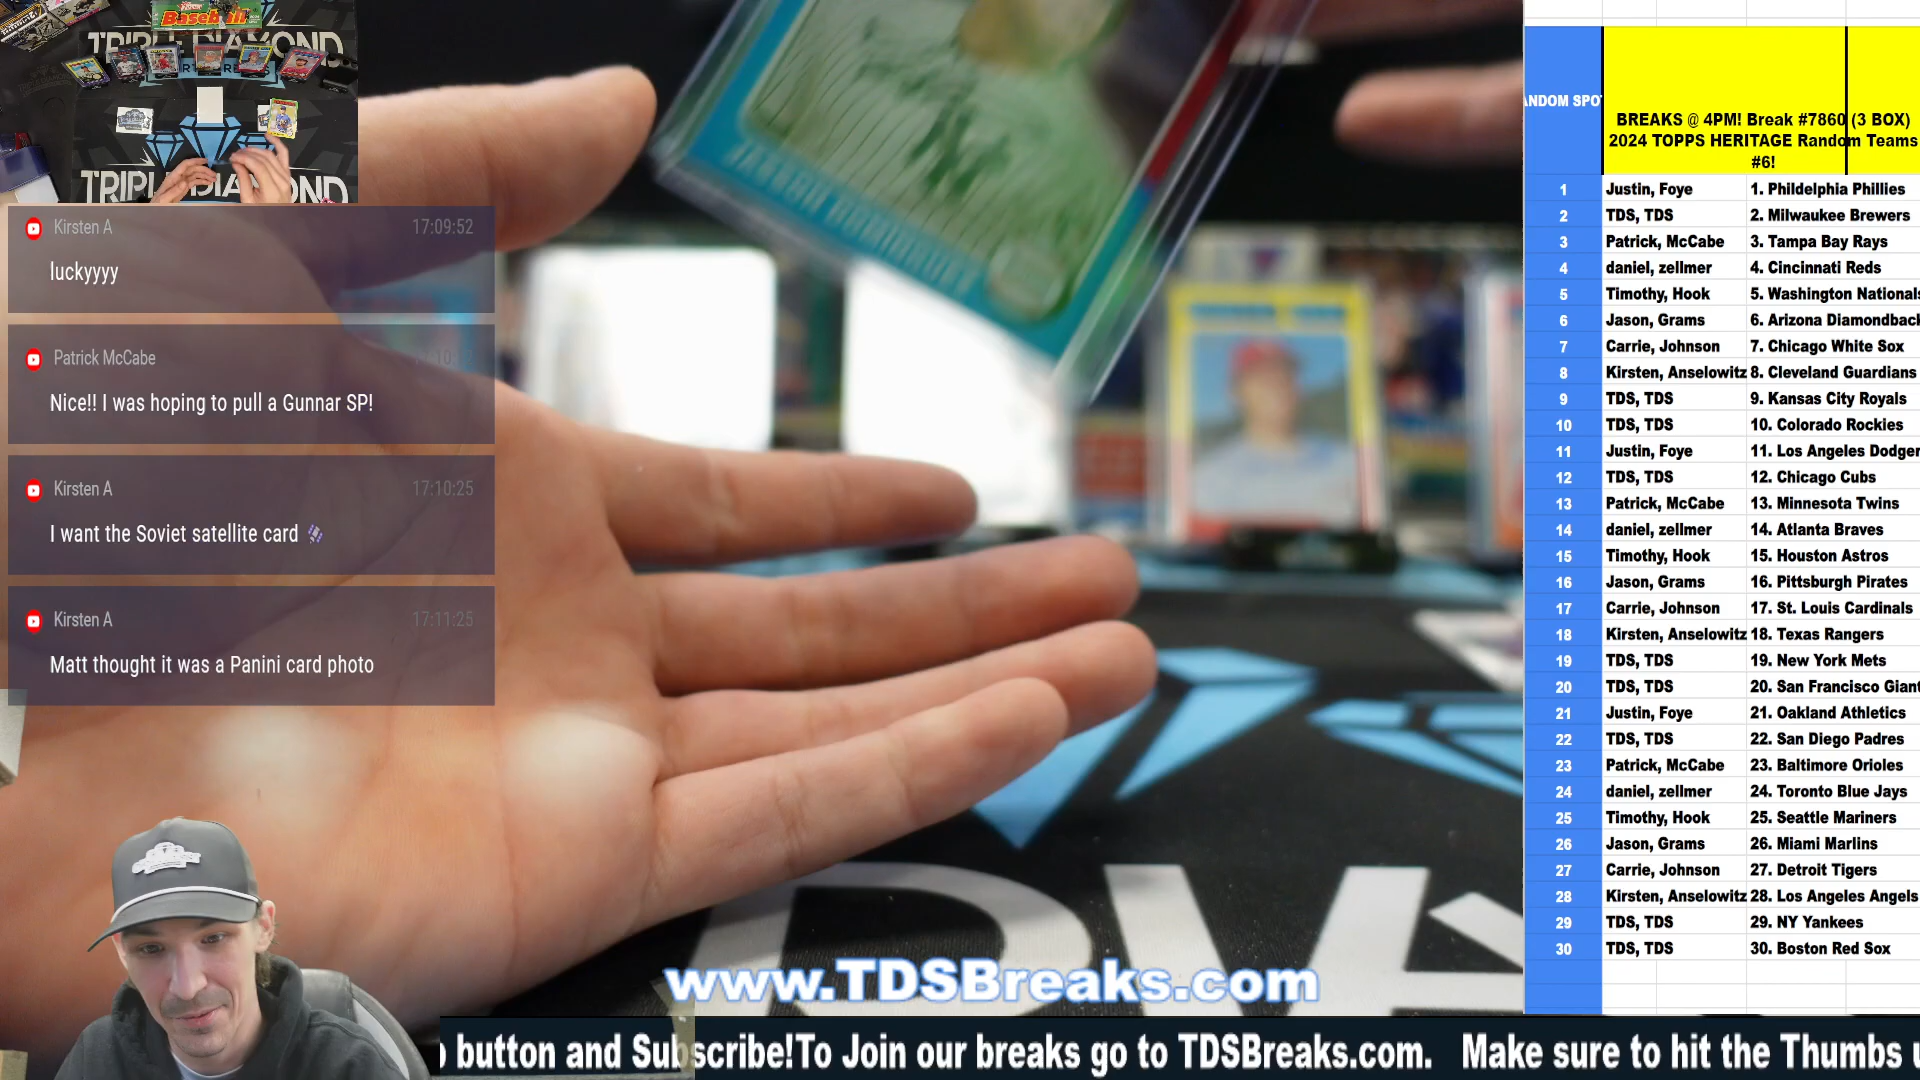 Baseball
TRIPLE DIAMOND
TRIPLE DIAMOND
Kirsten A 17:09:52
luckyyyy
Patrick McCabe
Nice!! I was hoping to pull a Gunnar SP!
Kirsten A 17:10:25
I want the Soviet satellite card
Kirsten A 17:11:25
Matt thought it was a Panini card photo
ANDOM SPO
BREAKS @ 4PM! Break #7860 (3 BOX)
2024 TOPPS HERITAGE Random Teams
#6!
1 Justin, Foye 1. Phildelphia Phillies
2 TDS, TDS 2. Milwaukee Brewers
3 Patrick, McCabe 3. Tampa Bay Rays
4 daniel, zellmer 4. Cincinnati Reds
5 Timothy, Hook 5. Washington Nationals
6 Jason, Grams 6. Arizona Diamondback
7 Carrie, Johnson 7. Chicago White Sox
8 Kirsten, Anselowitz 8. Cleveland Guardians
9 TDS, TDS 9. Kansas City Royals
10 TDS, TDS 10. Colorado Rockies
11 Justin, Foye 11. Los Angeles Dodger
12 TDS, TDS 12. Chicago Cubs
13 Patrick, McCabe 13. Minnesota Twins
14 daniel, zellmer 14. Atlanta Braves
15 Timothy, Hook 15. Houston Astros
16 Jason, Grams 16. Pittsburgh Pirates
17 Carrie, Johnson 17. St. Louis Cardinals
18 Kirsten, Anselowitz 18. Texas Rangers
19 TDS, TDS 19. New York Mets
20 TDS, TDS 20. San Francisco Giant
21 Justin, Foye 21. Oakland Athletics
22 TDS, TDS 22. San Diego Padres
23 Patrick, McCabe 23. Baltimore Orioles
24 daniel, zellmer 24. Toronto Blue Jays
25 Timothy, Hook 25. Seattle Mariners
26 Jason, Grams 26. Miami Marlins
27 Carrie, Johnson 27. Detroit Tigers
28 Kirsten, Anselowitz 28. Los Angeles Angels
29 TDS, TDS 29. NY Yankees
30 TDS, TDS 30. Boston Red Sox
www.TDSBreaks.com
button and Subscribe!To Join our breaks go to TDSBreaks.com. Make sure to hit the Thumbs u